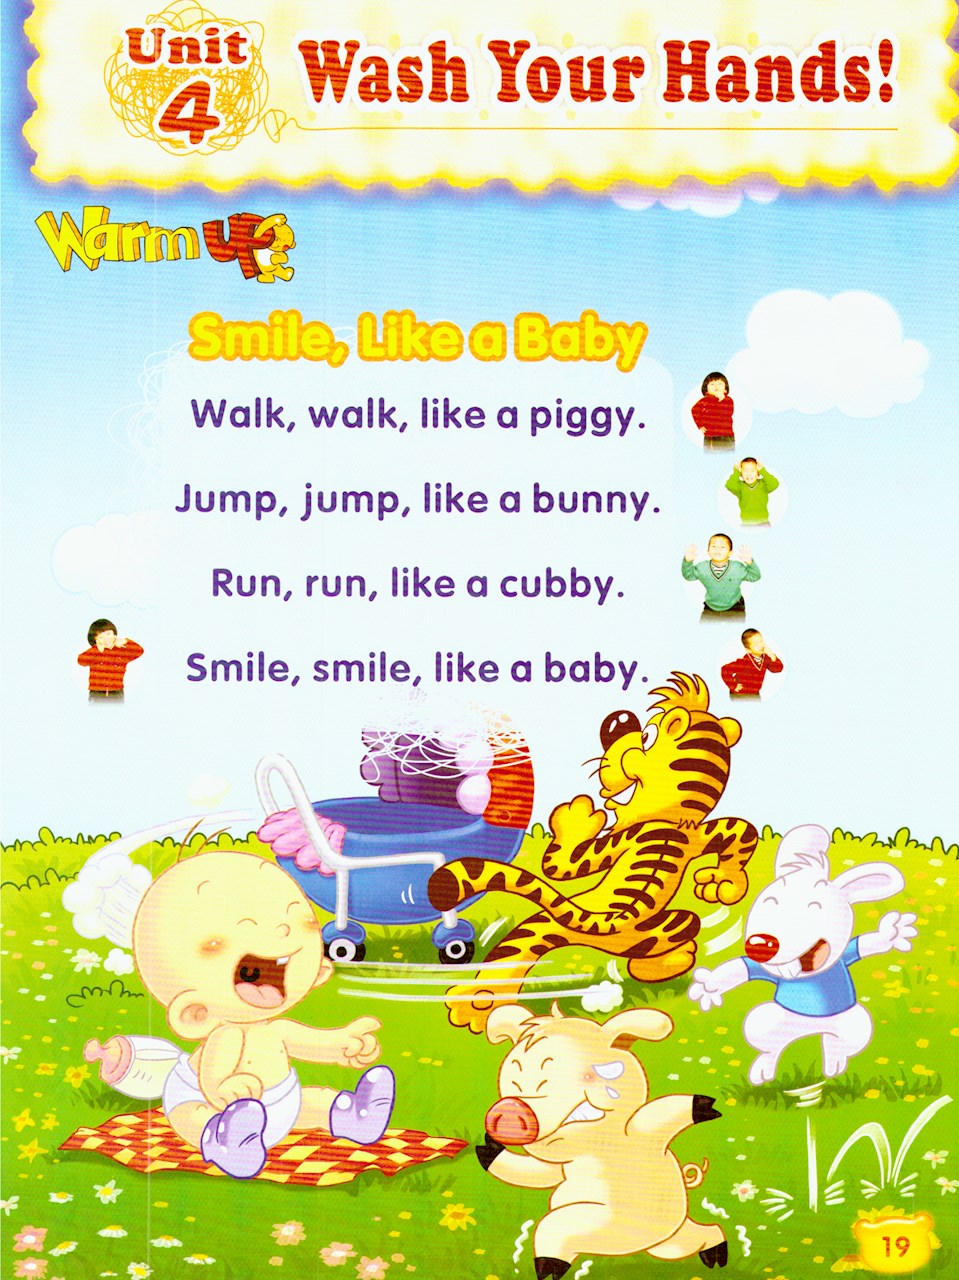 Unit
4
Wash Your Hands!
Warm up
Smile, Like a Baby
Walk, walk, like a piggy.
Jump, jump, like a bunny.
Run, run, like a cubby.
Smile, smile, like a baby.
19